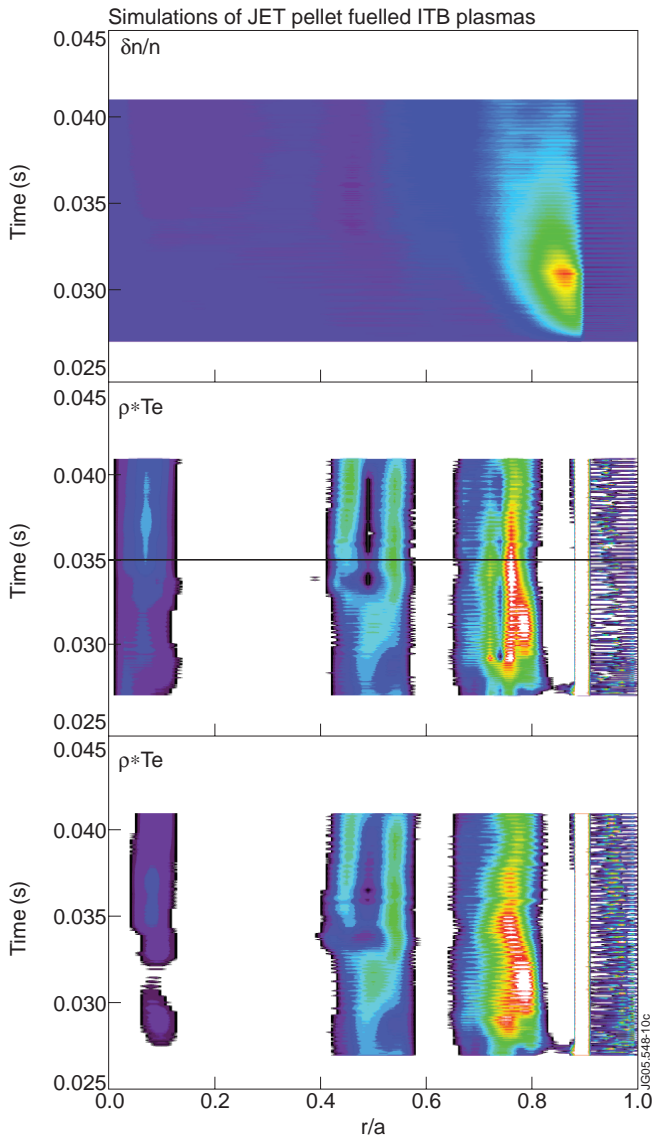 Simulations of JET pellet fuelled ITB plasmas
0.045
δn/n
0.040
Time (s)
0.035
0.030
0.025
0.045
ρ*Te
0.040
Time (s)
0.035
0.030
0.025
0.045
ρ*Te
0.040
Time (s)
0.035
0.030
0.025
0.0 0.2 0.4 0.6 0.8 1.0
r/a
JG05.548-10c